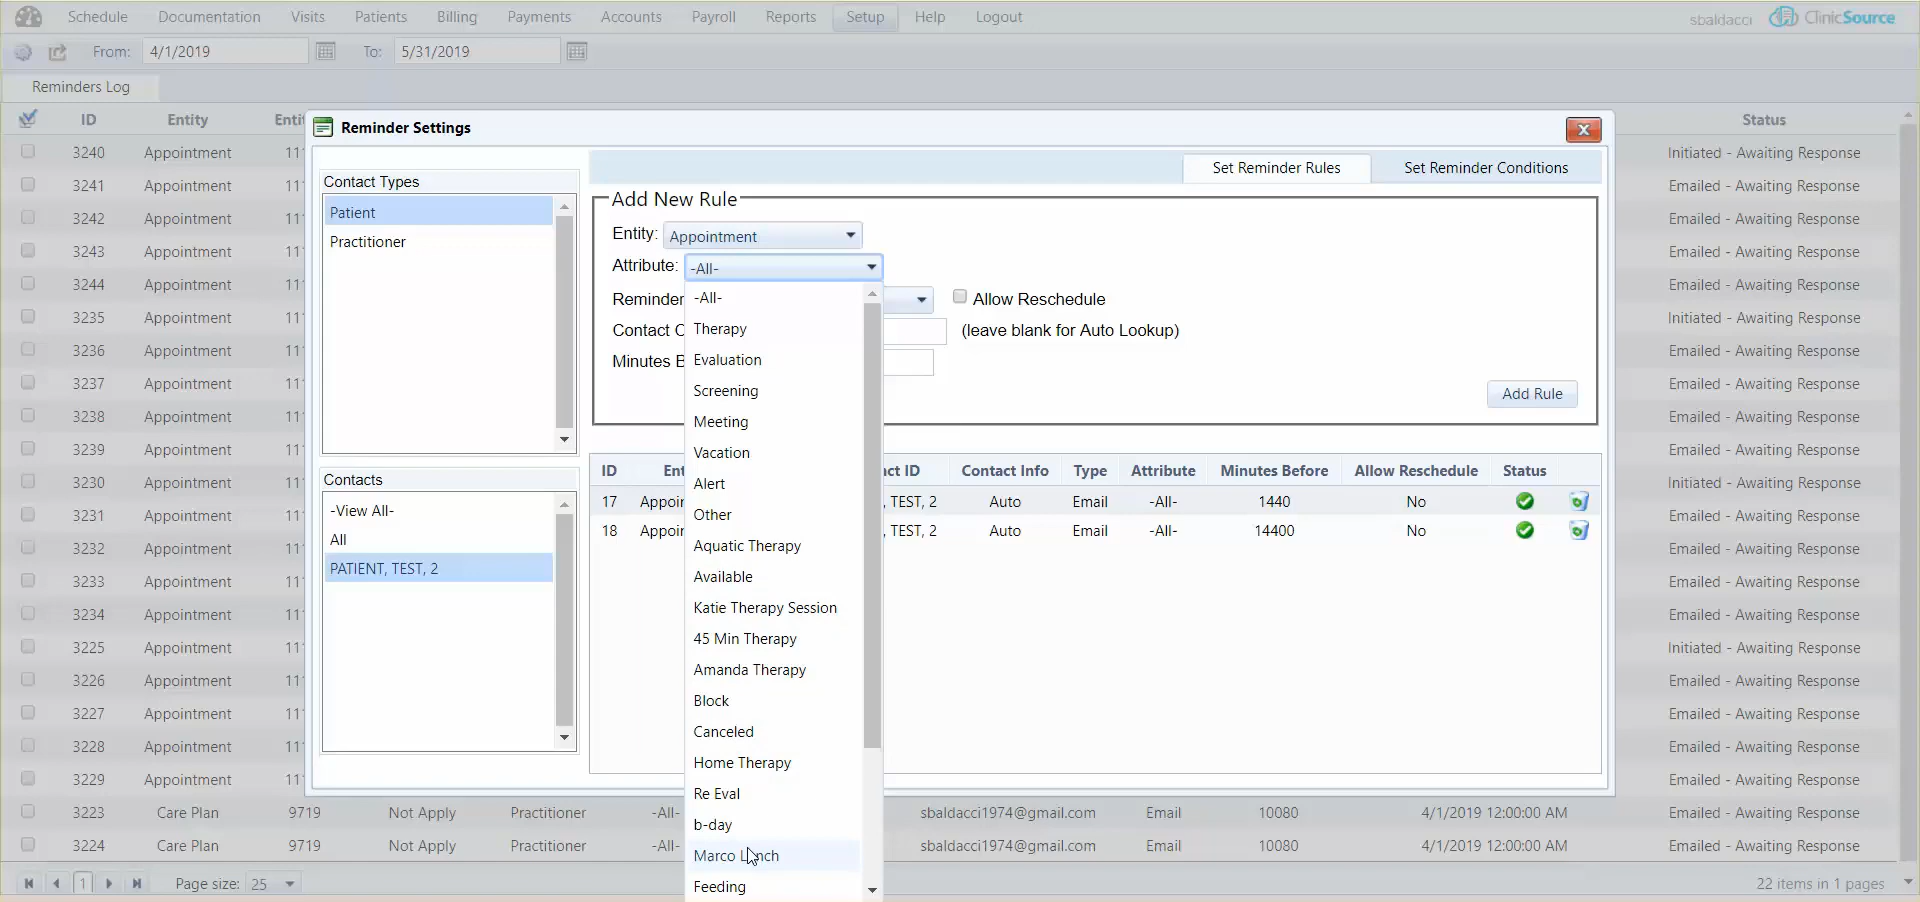 Schedule Documentation Visits Patients Billing Payments Accounts Payroll Reports Setup Help Logout sbaldacci ClinicSource
From: 4/1/2019 To: 5/31/2019
Reminders Log
ID Entity Status
Reminder Settings
3240 Appointment Initiated - Awaiting Response
3241 Appointment Emailed - Awaiting Response
3242 Appointment Emailed - Awaiting Response
3243 Appointment Emailed - Awaiting Response
3244 Appointment Emailed - Awaiting Response
3235 Appointment Initiated - Awaiting Response
3236 Appointment Emailed - Awaiting Response
3237 Appointment Emailed - Awaiting Response
3238 Appointment Emailed - Awaiting Response
3239 Appointment Emailed - Awaiting Response
3230 Appointment Initiated - Awaiting Response
3231 Appointment Emailed - Awaiting Response
3232 Appointment Emailed - Awaiting Response
3233 Appointment Emailed - Awaiting Response
3234 Appointment Emailed - Awaiting Response
3225 Appointment Initiated - Awaiting Response
3226 Appointment Emailed - Awaiting Response
3227 Appointment Emailed - Awaiting Response
3228 Appointment Emailed - Awaiting Response
3229 Appointment Emailed - Awaiting Response
3223 Care Plan 9719 Not Apply Practitioner -All- sbaldacci1974@gmail.com Email 10080 4/1/2019 12:00:00 AM Emailed - Awaiting Response
3224 Care Plan 9719 Not Apply Practitioner -All- sbaldacci1974@gmail.com Email 10080 4/1/2019 12:00:00 AM Emailed - Awaiting Response
1 Page size: 25 22 items in 1 pages
Contact Types
Patient
Practitioner
Contacts
-View All-
All
PATIENT, TEST, 2
Set Reminder Rules Set Reminder Conditions
Add New Rule
Entity: Appointment
Attribute: -All-
Reminder Allow Reschedule
Contact (leave blank for Auto Lookup)
Minutes
Add Rule
-All-
Therapy
Evaluation
Screening
Meeting
Vacation
Alert
Other
Aquatic Therapy
Available
Katie Therapy Session
45 Min Therapy
Amanda Therapy
Block
Canceled
Home Therapy
Re Eval
b-day
Marco
Feeding
ID ID Contact Info Type Attribute Minutes Before Allow Reschedule Status
17 , TEST, 2 Auto Email -All- 1440 No
18 , TEST, 2 Auto Email -All- 14400 No